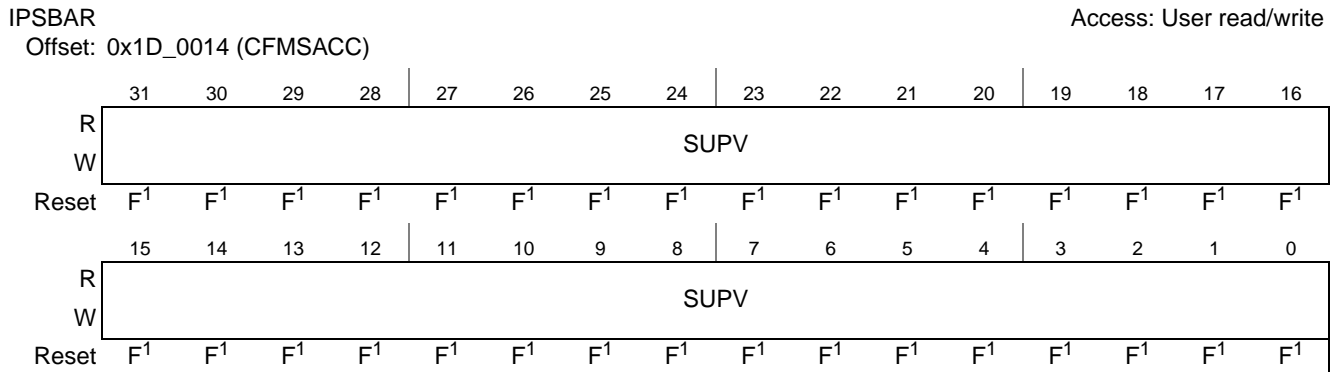 IPSBAR Access: User read/write
Offset: 0x1D_0014 (CFMSACC)
31 30 29 28 27 26 25 24 23 22 21 20 19 18 17 16
R
SUPV
W
Reset F1 F1 F1 F1 F1 F1 F1 F1 F1 F1 F1 F1 F1 F1 F1 F1
15 14 13 12 11 10 9 8 7 6 5 4 3 2 1 0
R
SUPV
W
Reset F1 F1 F1 F1 F1 F1 F1 F1 F1 F1 F1 F1 F1 F1 F1 F1